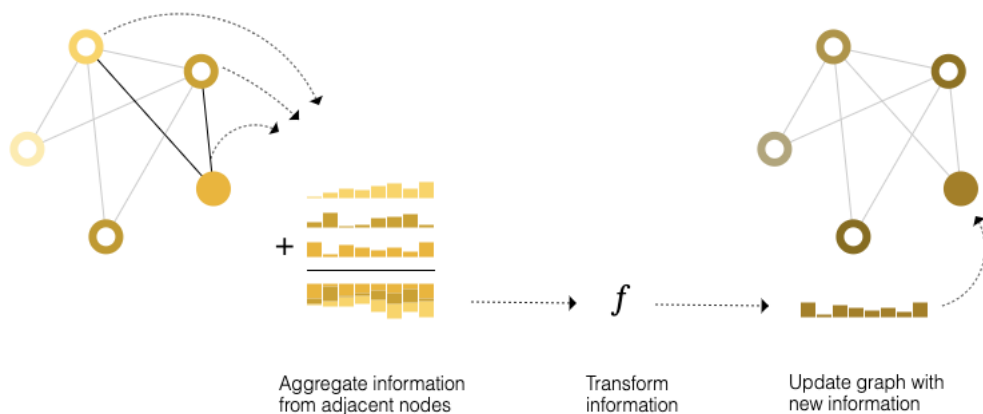 +
f
Aggregate information
from adjacent nodes
Transform
information
Update graph with
new information